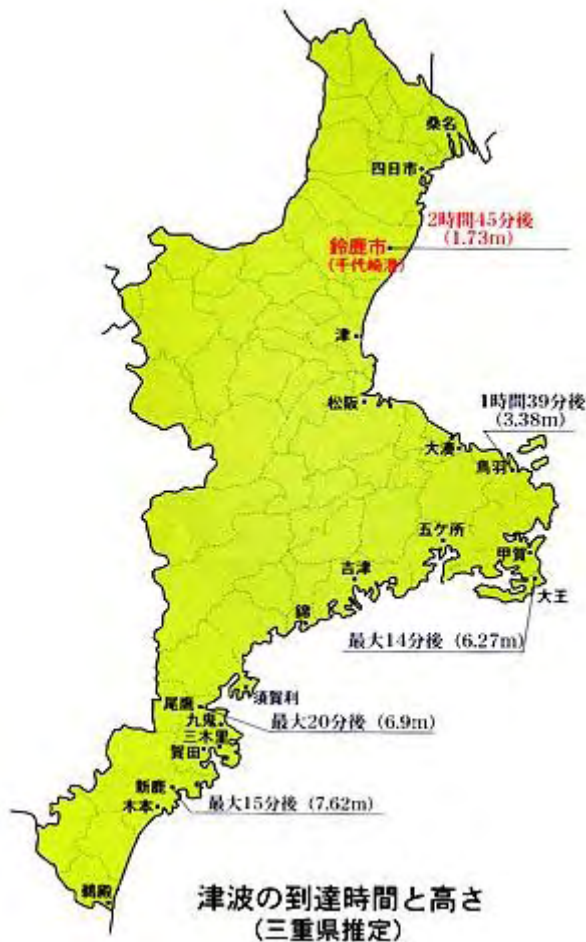 桑名
四日市
2時間45分後
(1.73m)
鈴鹿市
(千代崎港)
津
松阪
1時間39分後
(3.38m)
大湊
鳥羽
五ケ所
甲賀
吉津
大王
錦
最大14分後 (6.27m)
須賀利
尾鷹
九鬼
最大20分後 (6.9m)
三木里
賀田
新鹿
最大15分後 (7.62m)
木本
鵜殿
津波の到達時間と高さ
(三重県推定)